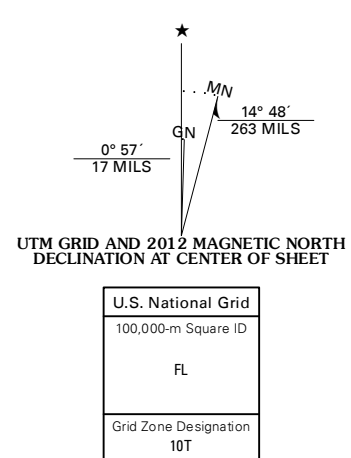 ★
MN
14° 48´
263 MILS
GN
0° 57´
17 MILS
UTM GRID AND 2012 MAGNETIC NORTH
DECLINATION AT CENTER OF SHEET
U.S. National Grid
100,000-m Square ID
FL
Grid Zone Designation
10T